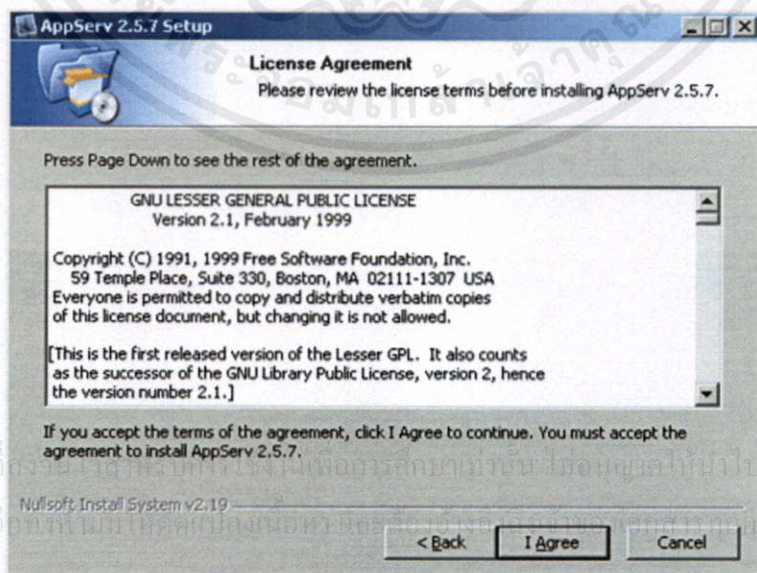 AppServ 2.5.7 Setup
License Agreement
Please review the license terms before installing AppServ 2.5.7.
Press Page Down to see the rest of the agreement.
GNU LESSER GENERAL PUBLIC LICENSE
Version 2.1, February 1999
Copyright (C) 1991, 1999 Free Software Foundation, Inc.
59 Temple Place, Suite 330, Boston, MA 02111-1307 USA
Everyone is permitted to copy and distribute verbatim copies
of this license document, but changing it is not allowed.
[This is the first released version of the Lesser GPL. It also counts
as the successor of the GNU Library Public License, version 2, hence
the version number 2.1.]
If you accept the terms of the agreement, click I Agree to continue. You must accept the
agreement to install AppServ 2.5.7.
Nullsoft Install System v2.19
< Back
I Agree
Cancel